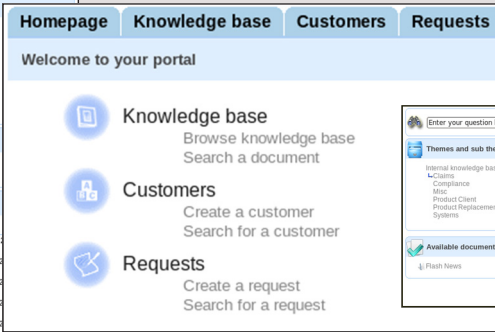 Homepage
Knowledge base
Customers
Requests
Welcome to your portal
Knowledge base
Browse knowledge base
Search a document
Customers
Create a customer
Search for a customer
Requests
Create a request
Search for a request
Enter your question
Themes and sub the
Internal knowledge bas
Claims
Compliance
Misc
Product Client
Product Replacemen
Systems
Available document
Flash News